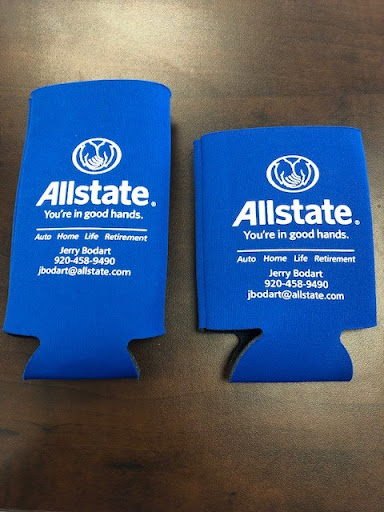 Allstate®
You're in good hands.
Auto Home Life Retirement
Jerry Bodart
920-458-9490
jbodart@allstate.com
Allstate®
You're in good hands.
Auto Home Life Retirement
Jerry Bodart
920-458-9490
jbodart@allstate.com